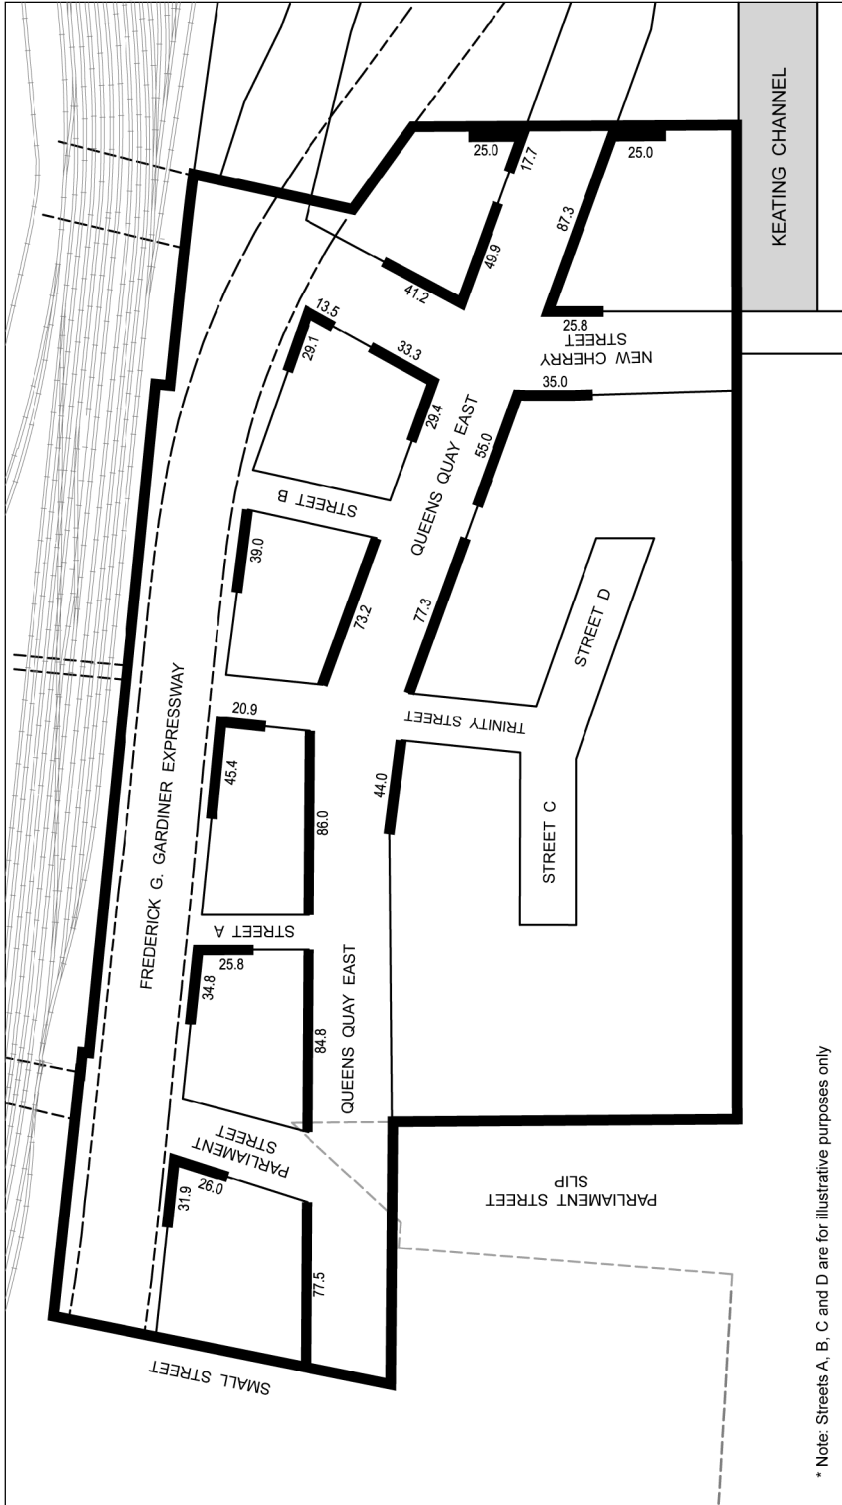 KEATING CHANNEL
25.0
17.7
25.0
87.3
49.9
41.2
13.5
29.1
33.3
29.4
25.8
NEW CHERRY
STREET
35.0
55.0
QUEENS QUAY EAST
STREET B
39.0
73.2
77.3
STREET D
TRINITY STREET
FREDERICK G. GARDINER EXPRESSWAY
20.9
45.4
86.0
44.0
STREET C
STREET A
25.8
34.8
84.8
QUEENS QUAY EAST
PARLIAMENT
STREET
26.0
31.9
77.5
PARLIAMENT STREET
SLIP
SMALL STREET
* Note: Streets A, B, C and D are for illustrative purposes only